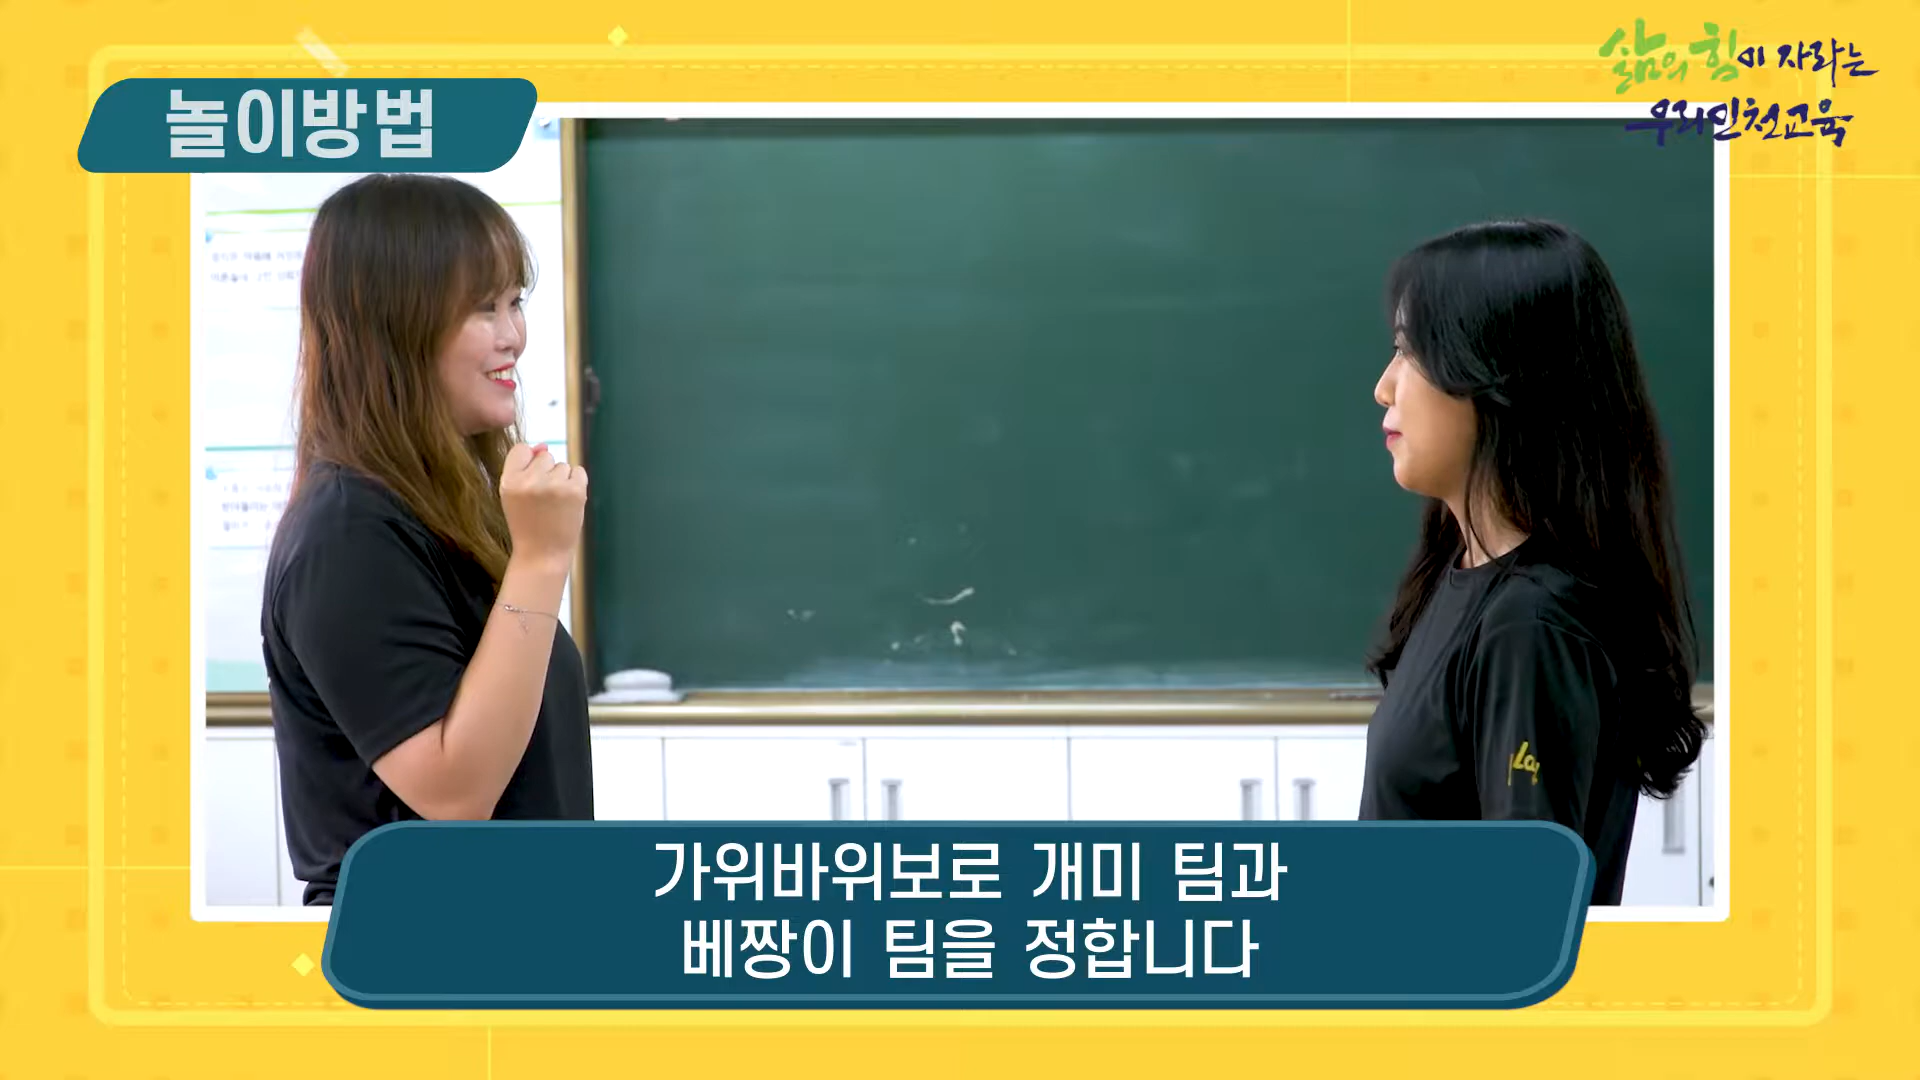 삶의 힘이 자라는
우리인천교육
놀이방법
가위바위보로 개미 팀과
베짱이 팀을 정합니다